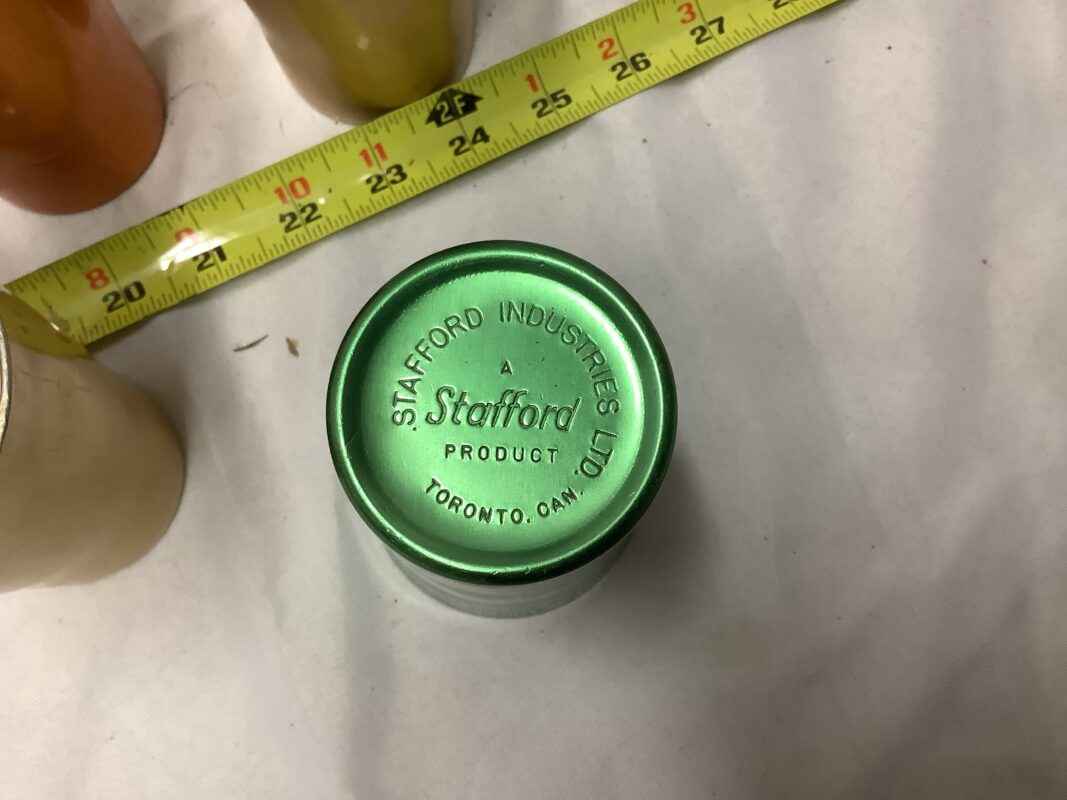 8 9 10 11 1 2 3
20 21 22 23 24 25 26 27
.STAFFORD INDUSTRIES LTD.
A
Stafford
PRODUCT
TORONTO. CAN.